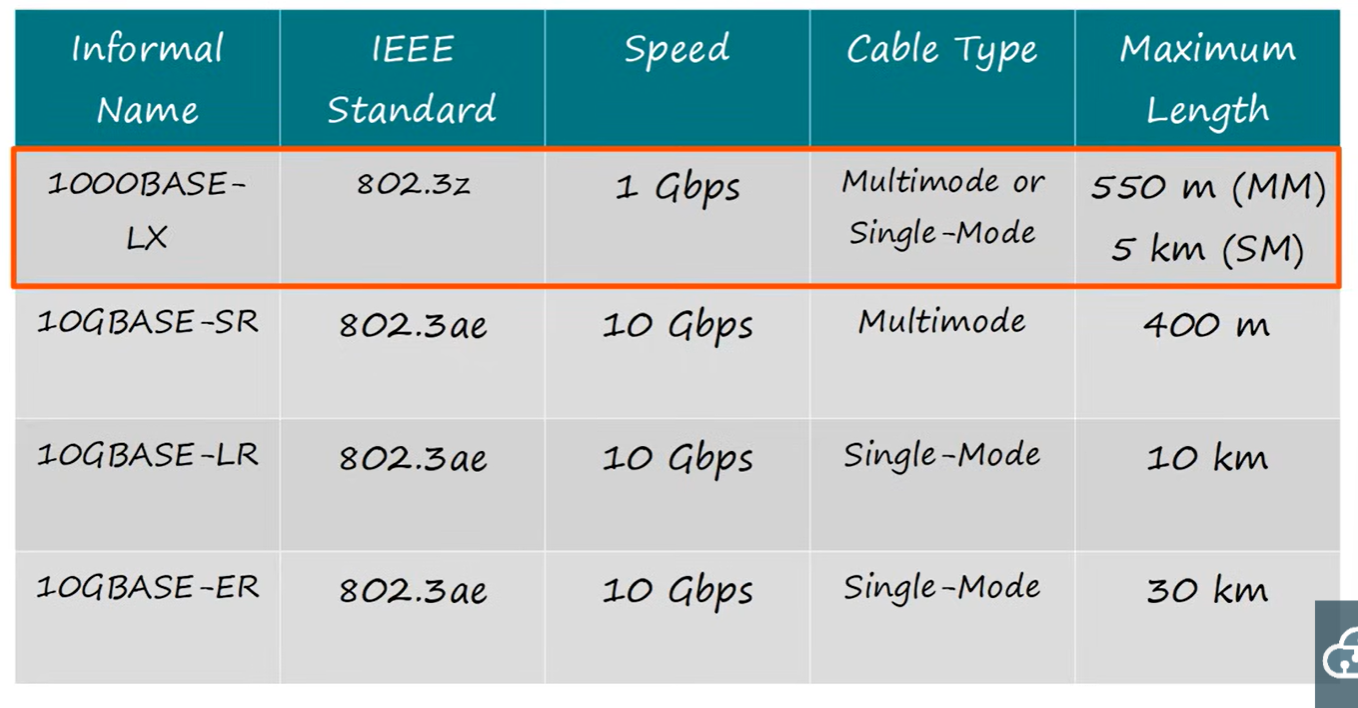 Informal Name
IEEE Standard
Speed
Cable Type
Maximum Length
1000BASE-LX
802.3z
1 Gbps
Multimode or Single-Mode
550 m (MM)
5 km (SM)
10GBASE-SR
802.3ae
10 Gbps
Multimode
400 m
10GBASE-LR
802.3ae
10 Gbps
Single-Mode
10 km
10GBASE-ER
802.3ae
10 Gbps
Single-Mode
30 km